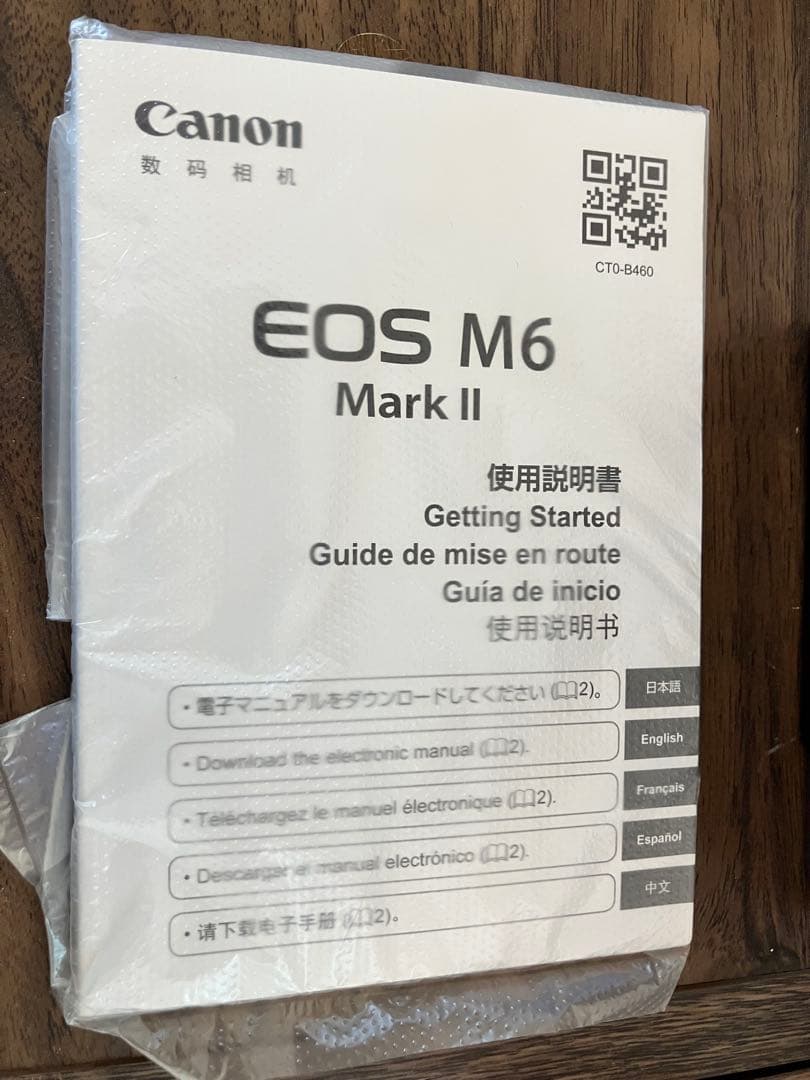 Canon
数码相机
CT0-B460
EOS M6
Mark II
使用説明書
Getting Started
Guide de mise en route
Guía de inicio
使用说明书
・電子マニュアルをダウンロードしてください(2)。
日本語
• Download the electronic manual (2).
English
• Téléchargez le manuel électronique (2).
Français
• Descargar el manual electrónico (2).
Español
• 请下载电子手册(2)。
中文